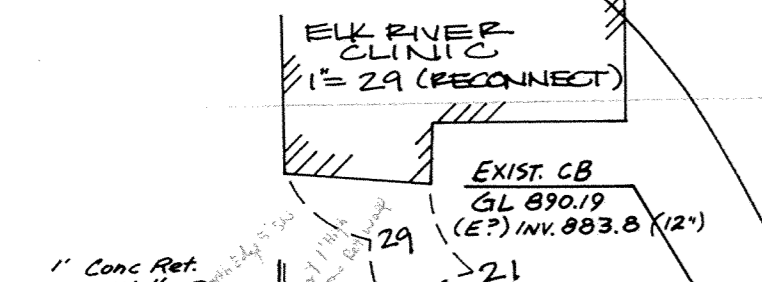 ELK RIVER
CLINIC
1"= 29 (RECONNECT)
EXIST. CB
GL 890.19
(E?) INV. 883.8 (12")
29
21
1' Conc Ret.